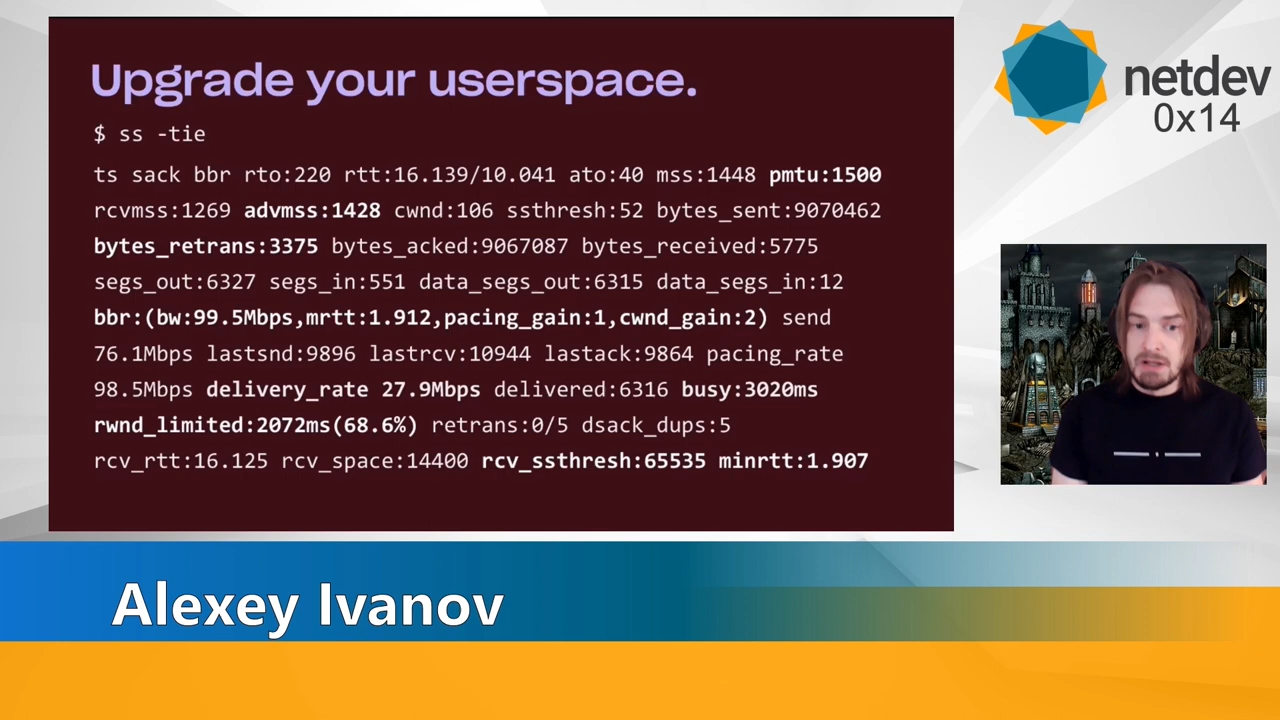 Upgrade your userspace.
$ ss -tie
ts sack bbr rto:220 rtt:16.139/10.041 ato:40 mss:1448 pmtu:1500
rcvmss:1269 advmss:1428 cwnd:106 ssthresh:52 bytes_sent:9070462
bytes_retrans:3375 bytes_acked:9067087 bytes_received:5775
segs_out:6327 segs_in:551 data_segs_out:6315 data_segs_in:12
bbr:(bw:99.5Mbps,mrtt:1.912,pacing_gain:1,cwnd_gain:2) send
76.1Mbps lastsnd:9896 lastrcv:10944 lastack:9864 pacing_rate
98.5Mbps delivery_rate 27.9Mbps delivered:6316 busy:3020ms
rwnd_limited:2072ms(68.6%) retrans:0/5 dsack_dups:5
rcv_rtt:16.125 rcv_space:14400 rcv_ssthresh:65535 minrtt:1.907
netdev
0x14
Alexey Ivanov